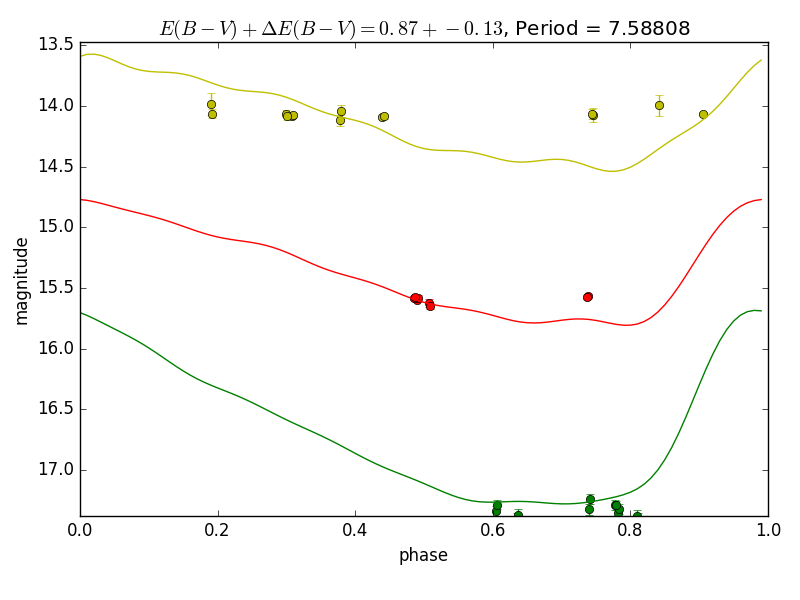 E(B − V) + ΔE(B − V) = 0.87 + −0.13, Period = 7.58808
13.5
14.0
14.5
15.0
15.5
16.0
16.5
17.0
magnitude
0.0 0.2 0.4 0.6 0.8 1.0
phase